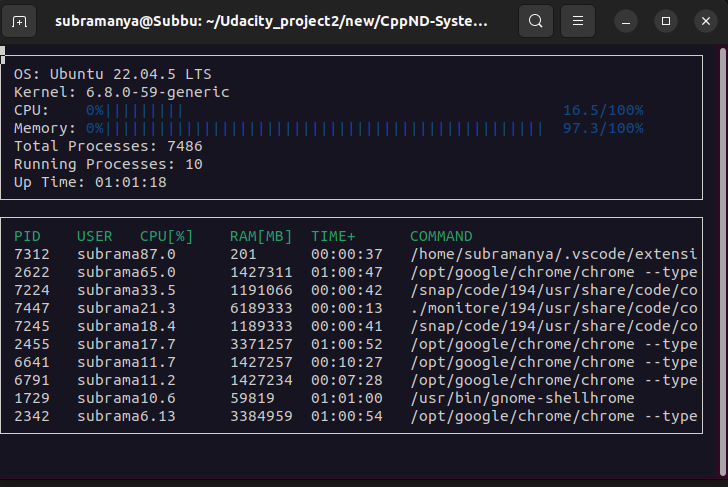 subramanya@Subbu: ~/Udacity_project2/new/CppND-Syste...
OS: Ubuntu 22.04.5 LTS
Kernel: 6.8.0-59-generic
CPU: 0%||||||||| 16.5/100%
Memory: 0%||||||||||||||||||||||||||||||||||||||||||||||||| 97.3/100%
Total Processes: 7486
Running Processes: 10
Up Time: 01:01:18
PID USER CPU[%] RAM[MB] TIME+ COMMAND
7312 subrama87.0 201 00:00:37 /home/subramanya/.vscode/extensi
2622 subrama65.0 1427311 01:00:47 /opt/google/chrome/chrome --type
7224 subrama33.5 1191066 00:00:42 /snap/code/194/usr/share/code/co
7447 subrama21.3 6189333 00:00:13 ./monitore/194/usr/share/code/co
7245 subrama18.4 1189333 00:00:41 /snap/code/194/usr/share/code/co
2455 subrama17.7 3371257 01:00:52 /opt/google/chrome/chrome --type
6641 subrama11.7 1427257 00:10:27 /opt/google/chrome/chrome --type
6791 subrama11.2 1427234 00:07:28 /opt/google/chrome/chrome --type
1729 subrama10.6 59819 01:01:00 /usr/bin/gnome-shellhrome
2342 subrama6.13 3384959 01:00:54 /opt/google/chrome/chrome --type